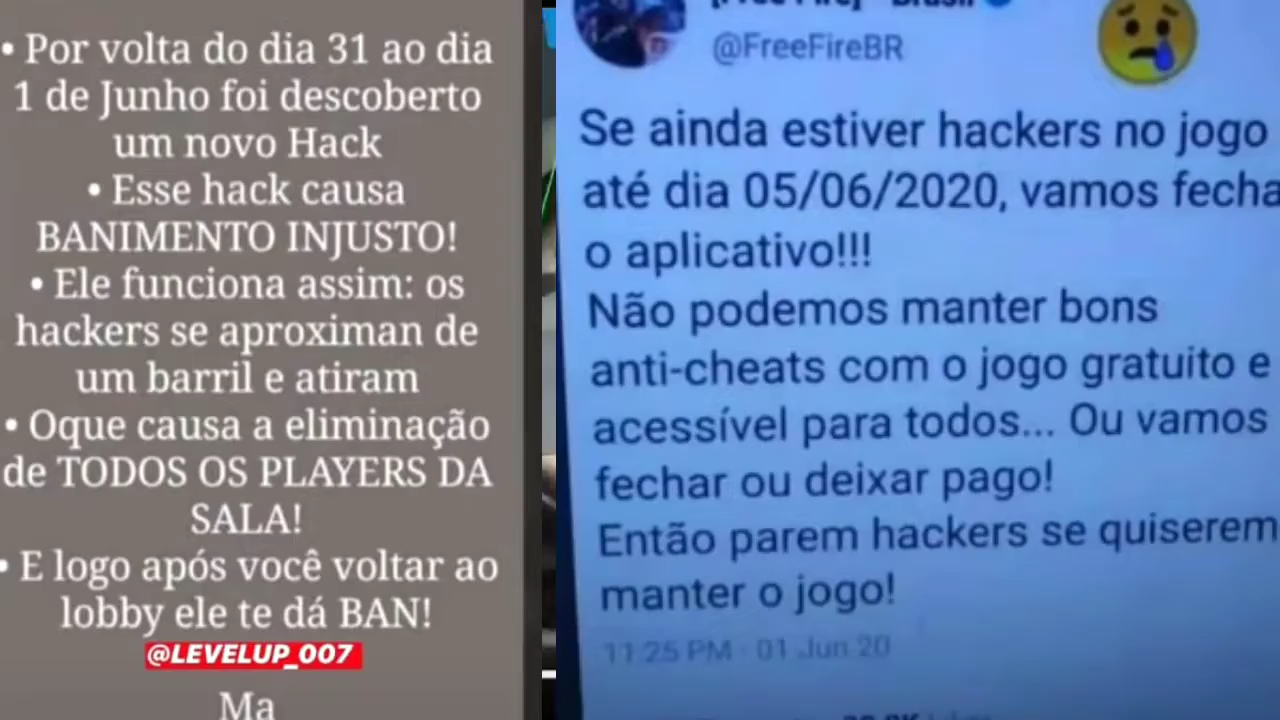 • Por volta do dia 31 ao dia
1 de Junho foi descoberto
um novo Hack
• Esse hack causa
BANIMENTO INJUSTO!
• Ele funciona assim: os
hackers se aproximan de
um barril e atiram
• Oque causa a eliminação
de TODOS OS PLAYERS DA
SALA!
• E logo após você voltar ao
lobby ele te dá BAN!
@LEVELUP_007
Ma
[Free Fire] - Brasil
@FreeFireBR
Se ainda estiver hackers no jogo
até dia 05/06/2020, vamos fecha
o aplicativo!!!
Não podemos manter bons
anti-cheats com o jogo gratuito e
acessível para todos... Ou vamos
fechar ou deixar pago!
Então parem hackers se quiserem
manter o jogo!
11:25 PM · 01 Jun 20